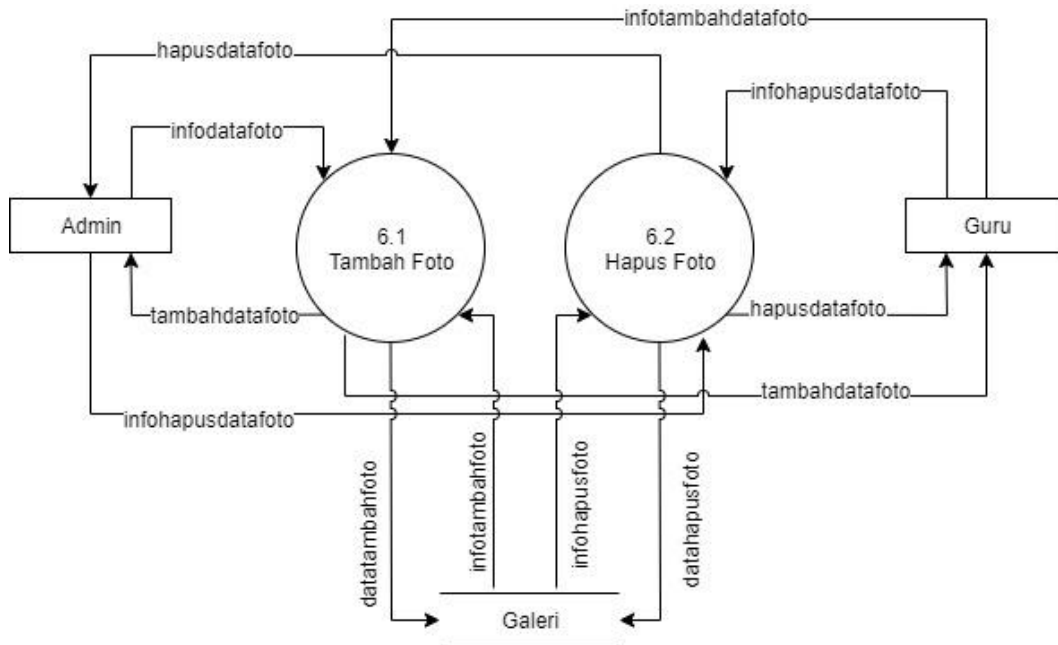 infotambahdatafoto
hapusdatafoto
infohapusdatafoto
infodatafoto
Admin
6.1
Tambah Foto
6.2
Hapus Foto
Guru
tambahdatafoto
hapusdatafoto
tambahdatafoto
infohapusdatafoto
datatambahfoto
infotambahfoto
infohapusfoto
datahapusfoto
Galeri